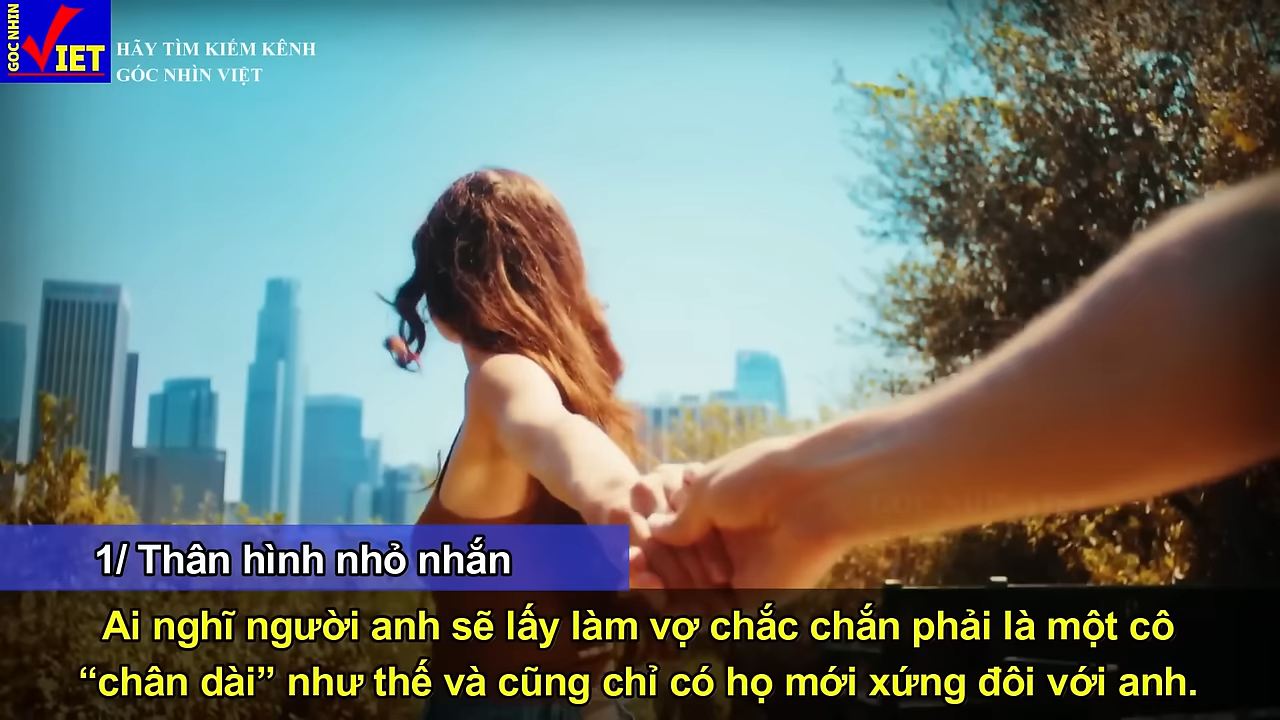 GOC NHIN
VIET
HÃY TÌM KIẾM KÊNH
GÓC NHÌN VIỆT
1/ Thân hình nhỏ nhắn
Ai nghĩ người anh sẽ lấy làm vợ chắc chắn phải là một cô
“chân dài” như thế và cũng chỉ có họ mới xứng đôi với anh.